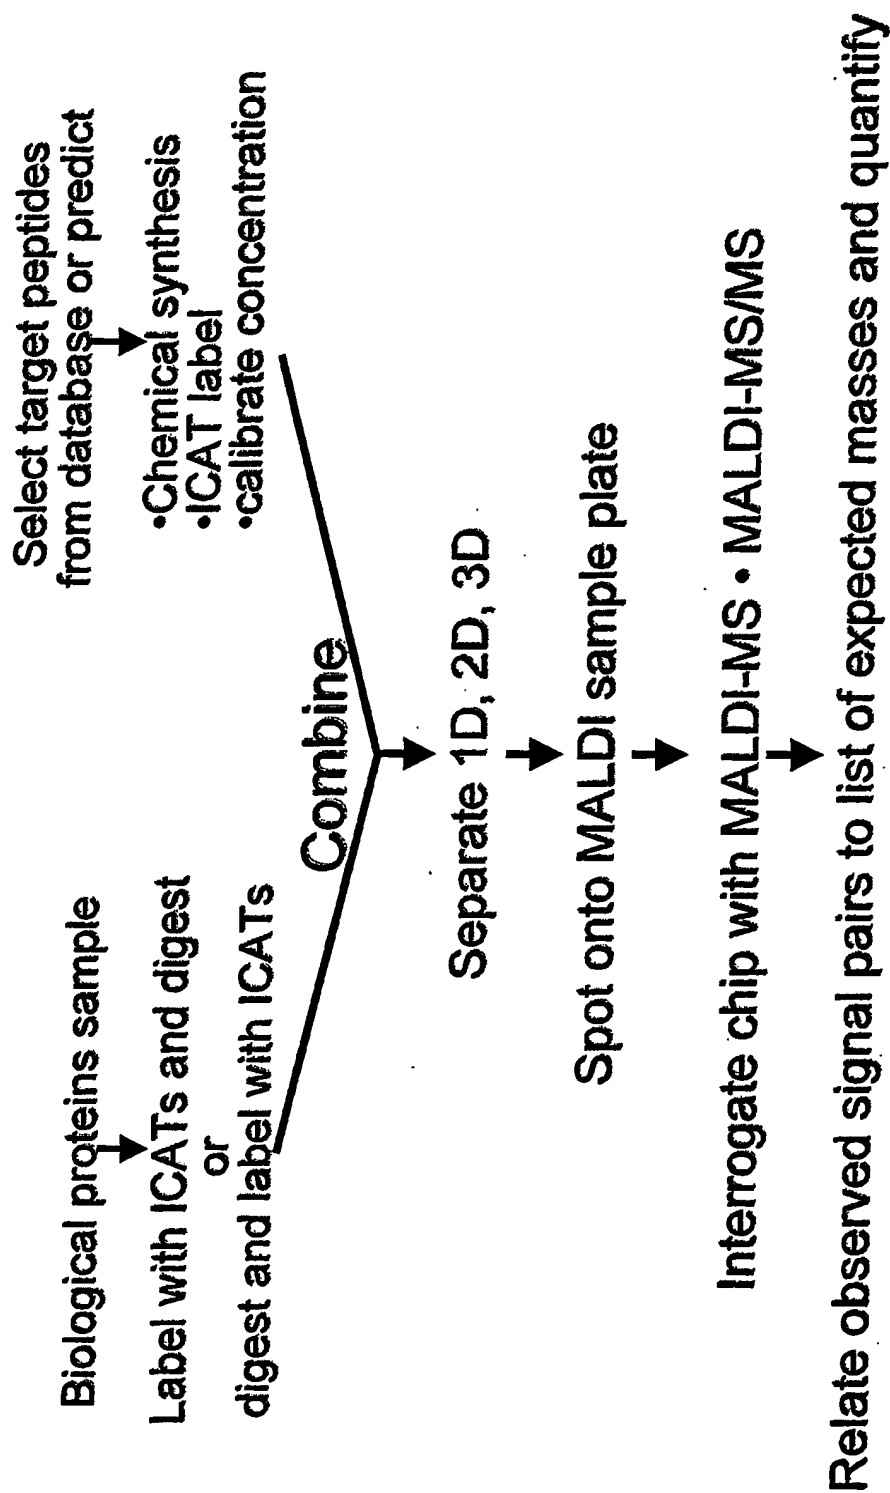 Biological proteins sample
Label with ICATs and digest
or
digest and label with ICATs
Select target peptides
from database or predict
•Chemical synthesis
•ICAT label
•calibrate concentration
Combine
Separate 1D, 2D, 3D
Spot onto MALDI sample plate
Interrogate chip with MALDI-MS • MALDI-MS/MS
Relate observed signal pairs to list of expected masses and quantify